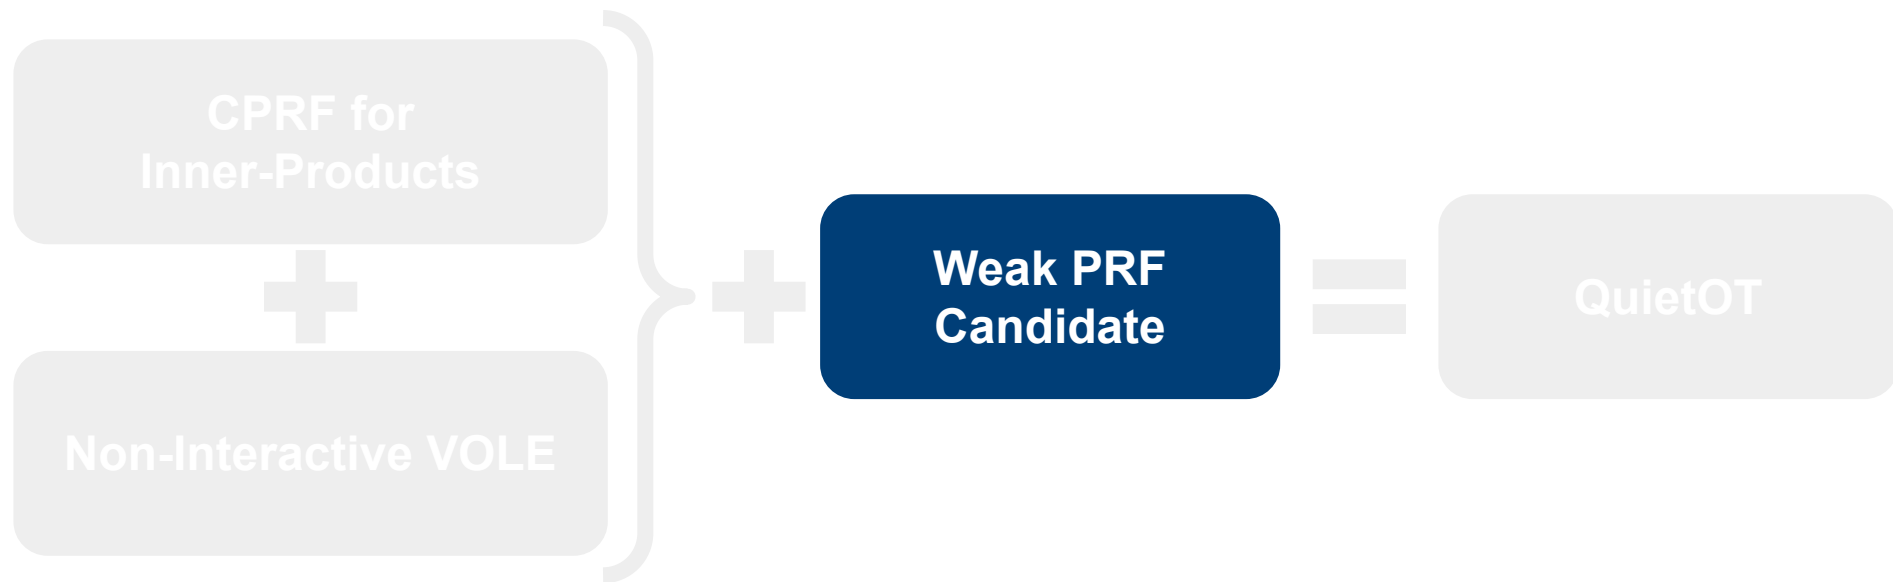 CPRF for
Inner-Products
Non-Interactive VOLE
Weak PRF
Candidate
QuietOT